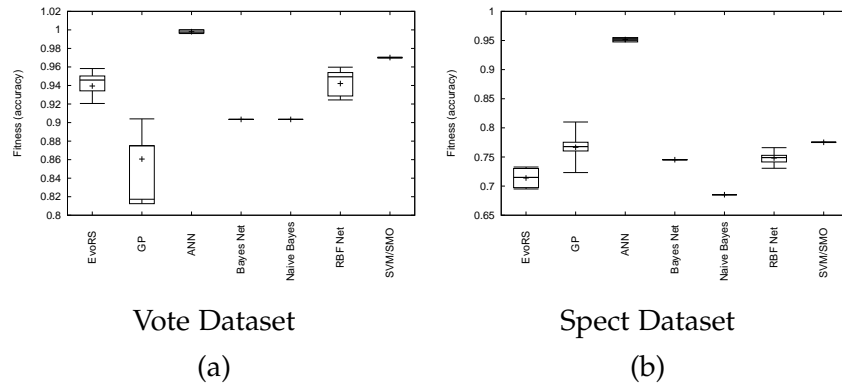 Fitness (accuracy)
1.02
1
0.98
0.96
0.94
0.92
0.9
0.88
0.86
0.84
0.82
0.8
EvoRS
GP
ANN
Bayes Net
Naive Bayes
RBF Net
SVM/SMO
Vote Dataset
(a)
Fitness (accuracy)
1
0.95
0.9
0.85
0.8
0.75
0.7
0.65
EvoRS
GP
ANN
Bayes Net
Naive Bayes
RBF Net
SVM/SMO
Spect Dataset
(b)